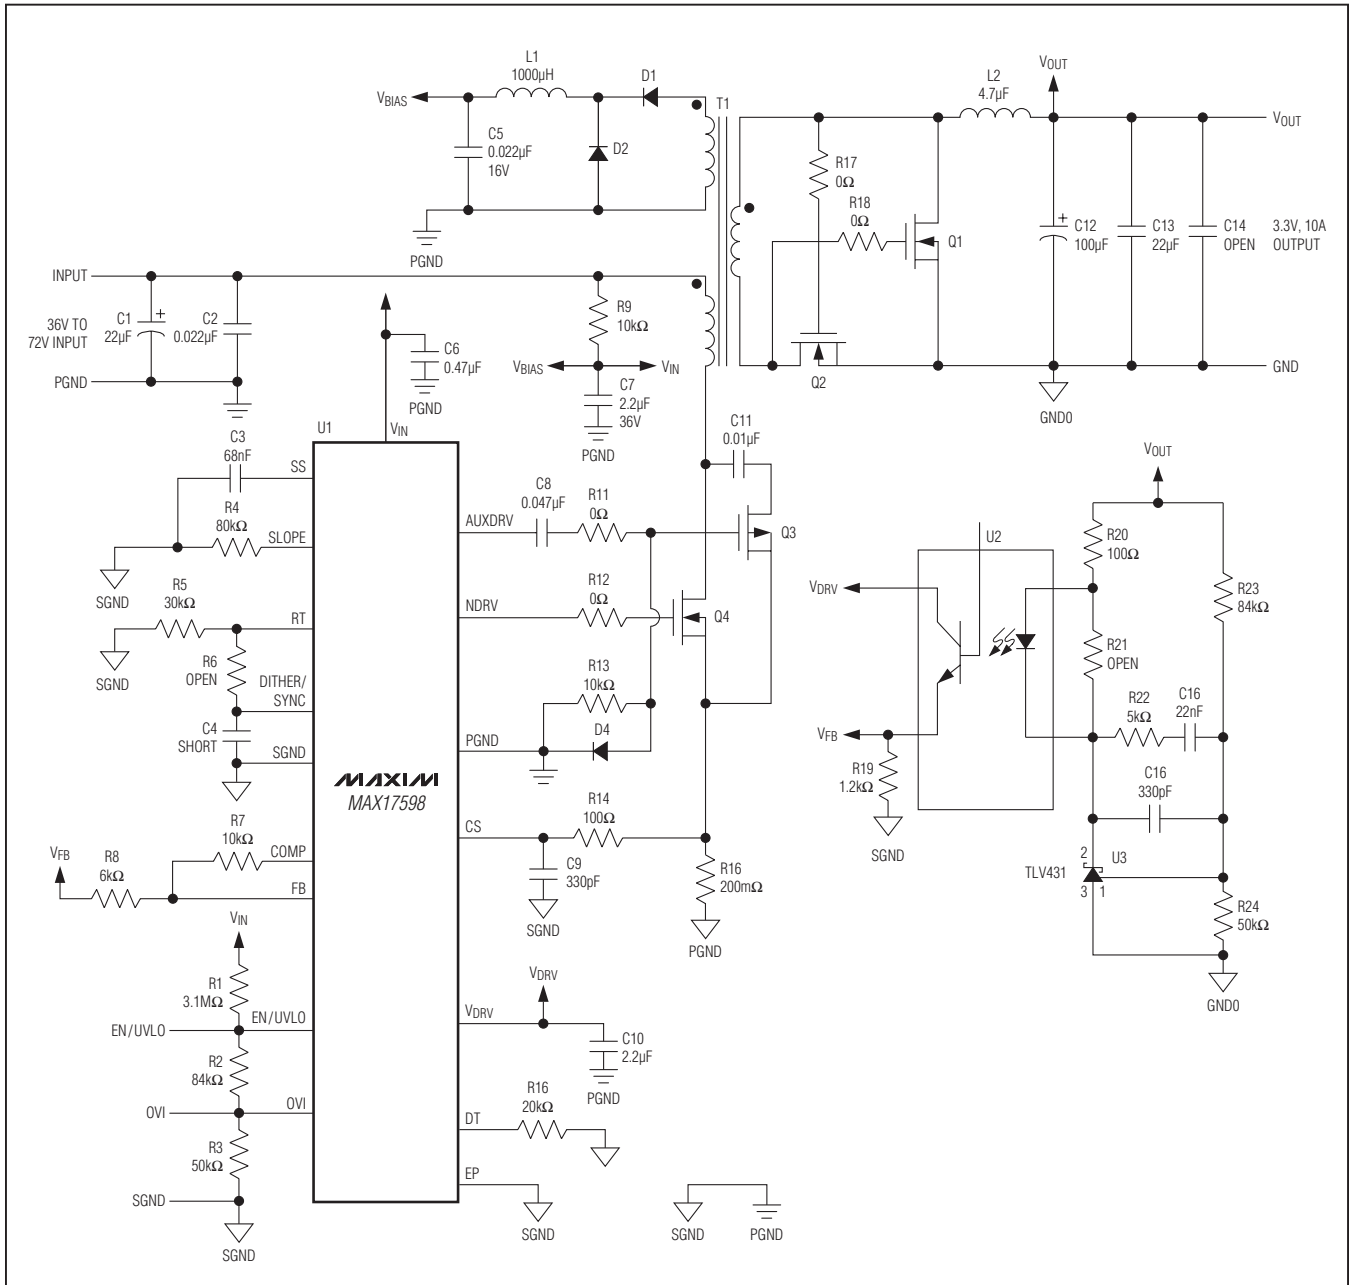 L1
1000µH
D1
VBIAS
T1
C5
0.022µF
16V
D2
PGND
L2
4.7µF
VOUT
VOUT
R17
0Ω
R18
0Ω
Q1
C12
100µF
C13
22µF
C14
OPEN
3.3V, 10A
OUTPUT
Q2
GND
GND0
INPUT
36V TO
72V INPUT
C1
22µF
C2
0.022µF
PGND
R9
10kΩ
VBIAS
VIN
C7
2.2µF
36V
PGND
C6
0.47µF
PGND
U1
VIN
C3
68nF
SS
R4
80kΩ
SLOPE
SGND
R5
30kΩ
RT
SGND
R6
OPEN
DITHER/
SYNC
C4
SHORT
SGND
MAXIM
MAX17598
R7
10kΩ
COMP
VFB
R8
6kΩ
FB
VIN
R1
3.1MΩ
EN/UVLO
EN/UVLO
R2
84kΩ
OVI
OVI
R3
50kΩ
SGND
SGND
AUXDRV
C8
0.047µF
R11
0Ω
C11
0.01µF
Q3
NDRV
R12
0Ω
Q4
R13
10kΩ
PGND
D4
CS
R14
100Ω
C9
330pF
SGND
R16
200mΩ
PGND
VDRV
VDRV
C10
2.2µF
PGND
DT
R16
20kΩ
EP
SGND
SGND
PGND
VOUT
U2
R20
100Ω
VDRV
R23
84kΩ
R21
OPEN
R22
5kΩ
C16
22nF
VFB
R19
1.2kΩ
SGND
C16
330pF
2
U3
TLV431
3
1
R24
50kΩ
GND0